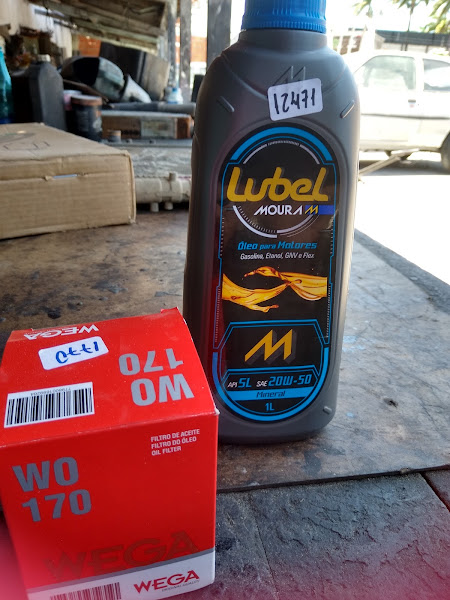 12471
Lubel
MOURA M
Óleo para Motores
Gasolina, Etanol, GNV e Flex
M
API SL SAE 20W-50
Mineral
1L
WEGA
1770
WO
170
FILTRO DE ACEITE
FILTRO DO ÓLEO
OIL FILTER
WO
170
WEGA
WEGA